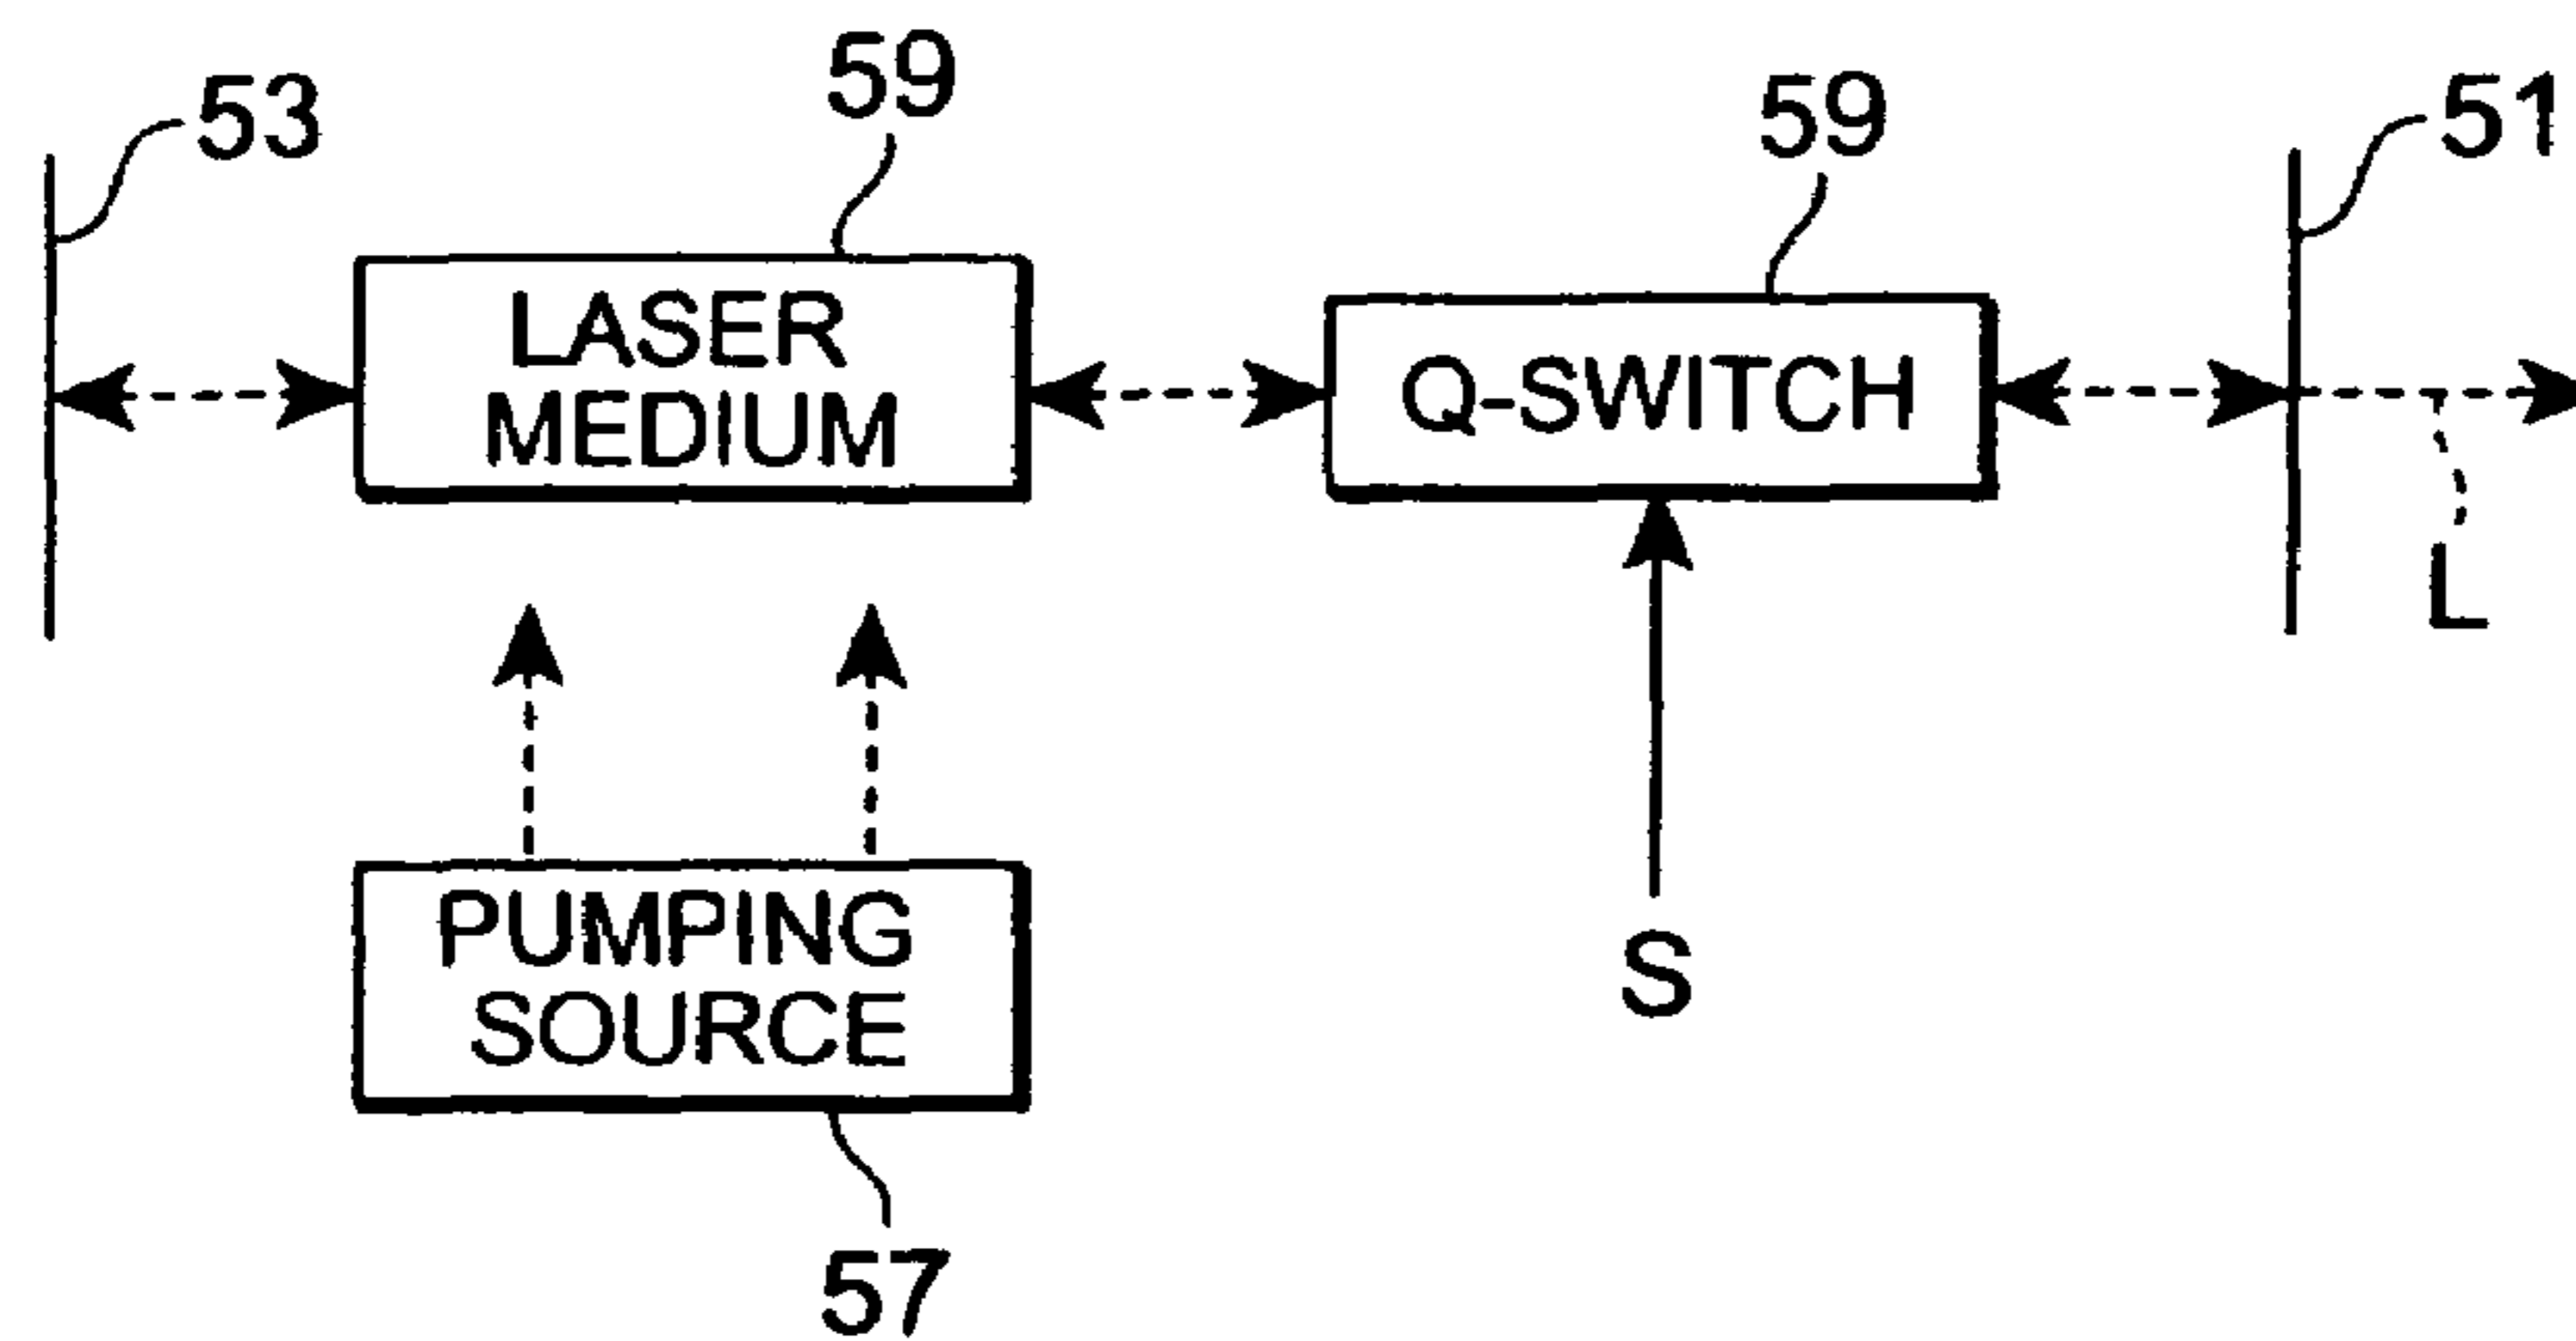 53
59
59
51
LASER
MEDIUM
Q-SWITCH
L
PUMPING
SOURCE
S
57